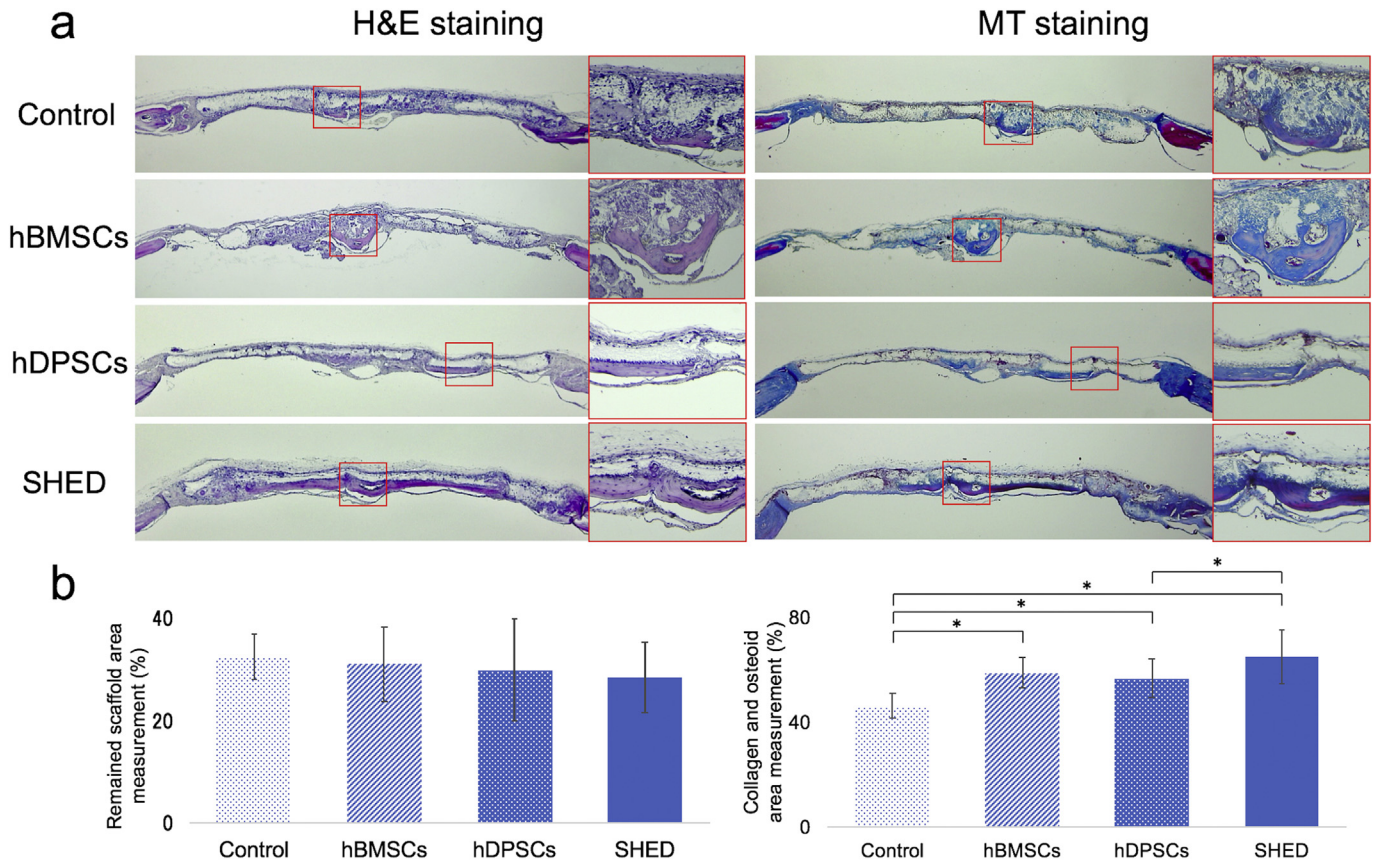 a
H&E staining
MT staining
Control
hBMSCs
hDPSCs
SHED
b
Remained scaffold area
measurement (%)
40
20
0
Control
hBMSCs
hDPSCs
SHED
Collagen and osteoid
area measurement (%)
80
40
0
*
*
*
*
Control
hBMSCs
hDPSCs
SHED